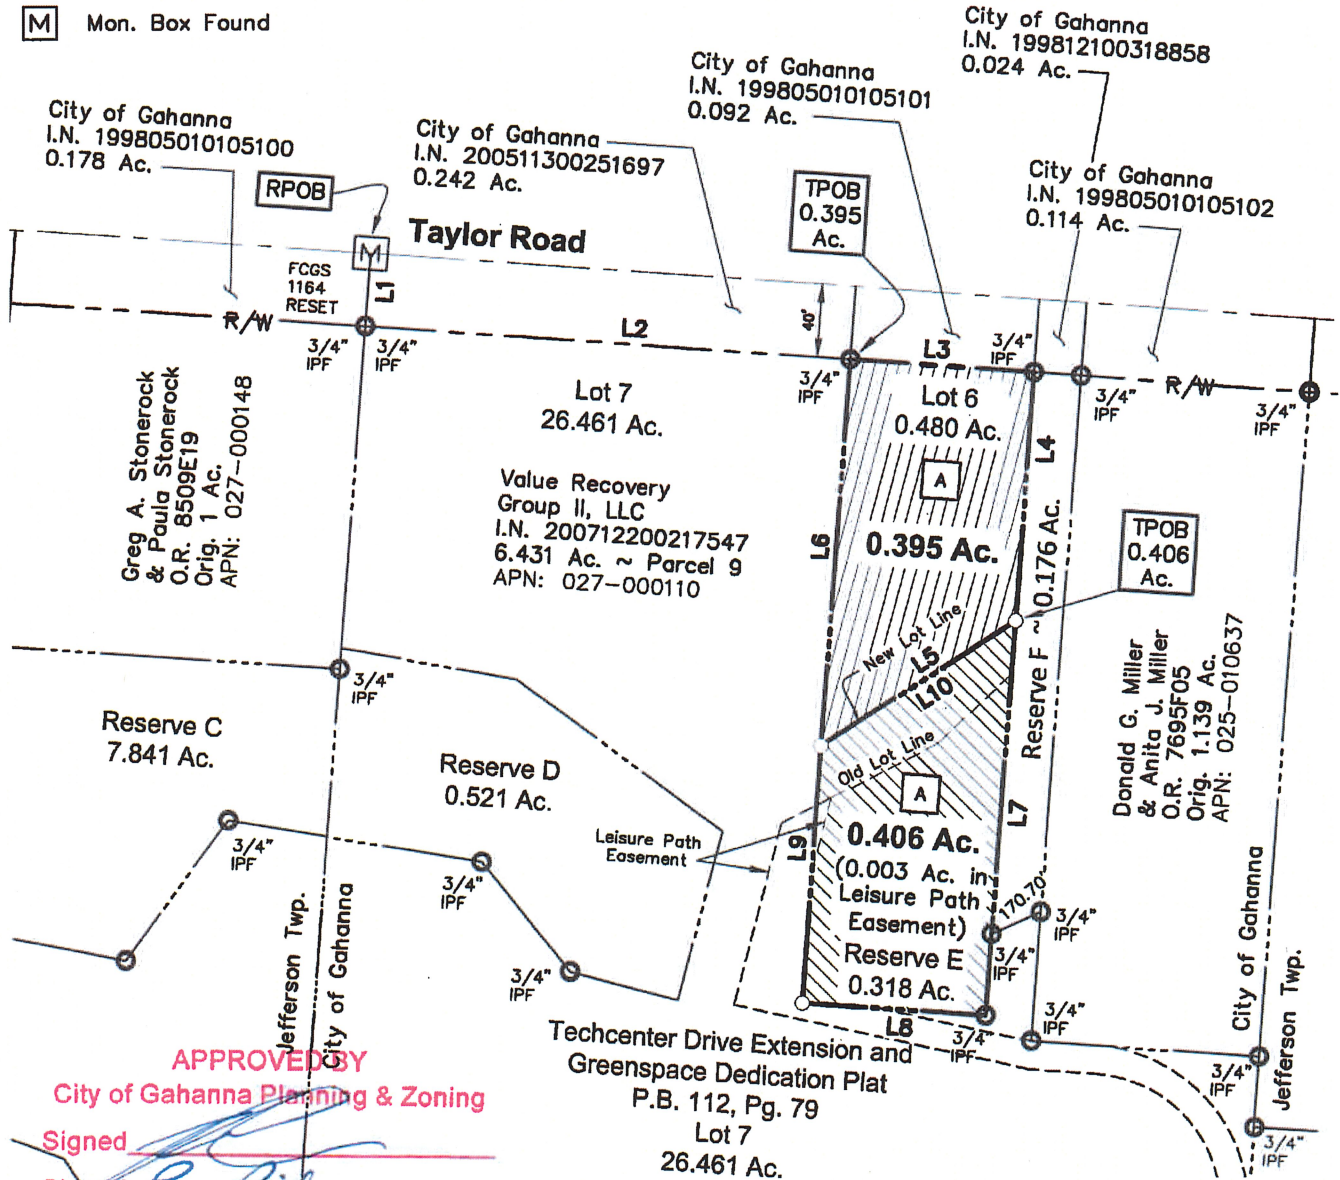 M Mon. Box Found
City of Gahanna
I.N. 199812100318858
0.024 Ac.
City of Gahanna
I.N. 199805010105101
0.092 Ac.
City of Gahanna
I.N. 199805010105100
0.178 Ac.
City of Gahanna
I.N. 200511300251697
0.242 Ac.
City of Gahanna
I.N. 199805010105102
0.114 Ac.
RPOB
TPOB
0.395
Ac.
Taylor Road
M
FCGS
1164
RESET
L1
R/W
3/4"
IPF
3/4"
IPF
L2
40'
3/4"
IPF
L3
3/4"
IPF
3/4"
IPF
R/W
3/4"
IPF
Lot 7
26.461 Ac.
Lot 6
0.480 Ac.
A
0.395 Ac.
L4
L6
Greg A. Stonerock
& Paula Stonerock
O.R. 8509E19
Orig. 1 Ac.
APN: 027-000148
Value Recovery
Group II, LLC
I.N. 200712200217547
6.431 Ac. ~ Parcel 9
APN: 027-000110
TPOB
0.406
Ac.
Reserve F ~ 0.176 Ac.
New Lot Line
L5
L10
Old Lot Line
Donald G. Miller
& Anita J. Miller
O.R. 7695F05
Orig. 1.139 Ac.
APN: 025-010637
3/4"
IPF
Reserve C
7.841 Ac.
Reserve D
0.521 Ac.
3/4"
IPF
3/4"
IPF
3/4"
IPF
Leisure Path
Easement
L9
A
0.406 Ac.
(0.003 Ac. in
Leisure Path
Easement)
Reserve E
0.318 Ac.
L7
170.70'
3/4"
IPF
3/4"
IPF
L8
3/4"
IPF
3/4"
IPF
3/4"
IPF
3/4"
IPF
Jefferson Twp.
City of Gahanna
City of Gahanna
Jefferson Twp.
Techcenter Drive Extension and
Greenspace Dedication Plat
P.B. 112, Pg. 79
Lot 7
26.461 Ac.
APPROVED BY
City of Gahanna Planning & Zoning
Signed